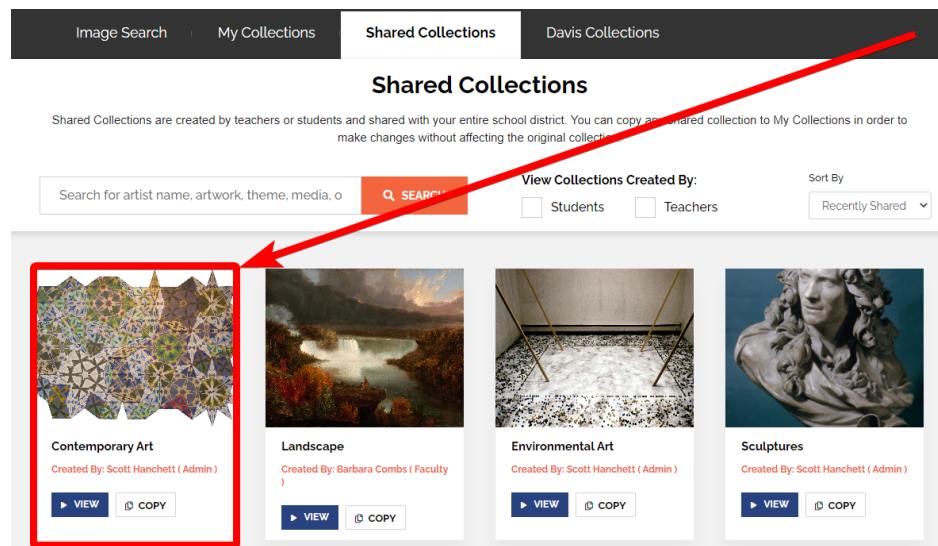 Image Search
My Collections
Shared Collections
Davis Collections
Shared Collections
Shared Collections are created by teachers or students and shared with your entire school district. You can copy any shared collection to My Collections in order to
make changes without affecting the original collection.
Search for artist name, artwork, theme, media, o
SEARCH
View Collections Created By:
Students
Teachers
Sort By
Recently Shared
Contemporary Art
Created By: Scott Hanchett ( Admin )
VIEW
COPY
Landscape
Created By: Barbara Combs ( Faculty
)
VIEW
COPY
Environmental Art
Created By: Scott Hanchett ( Admin )
VIEW
COPY
Sculptures
Created By: Scott Hanchett ( Admin )
VIEW
COPY